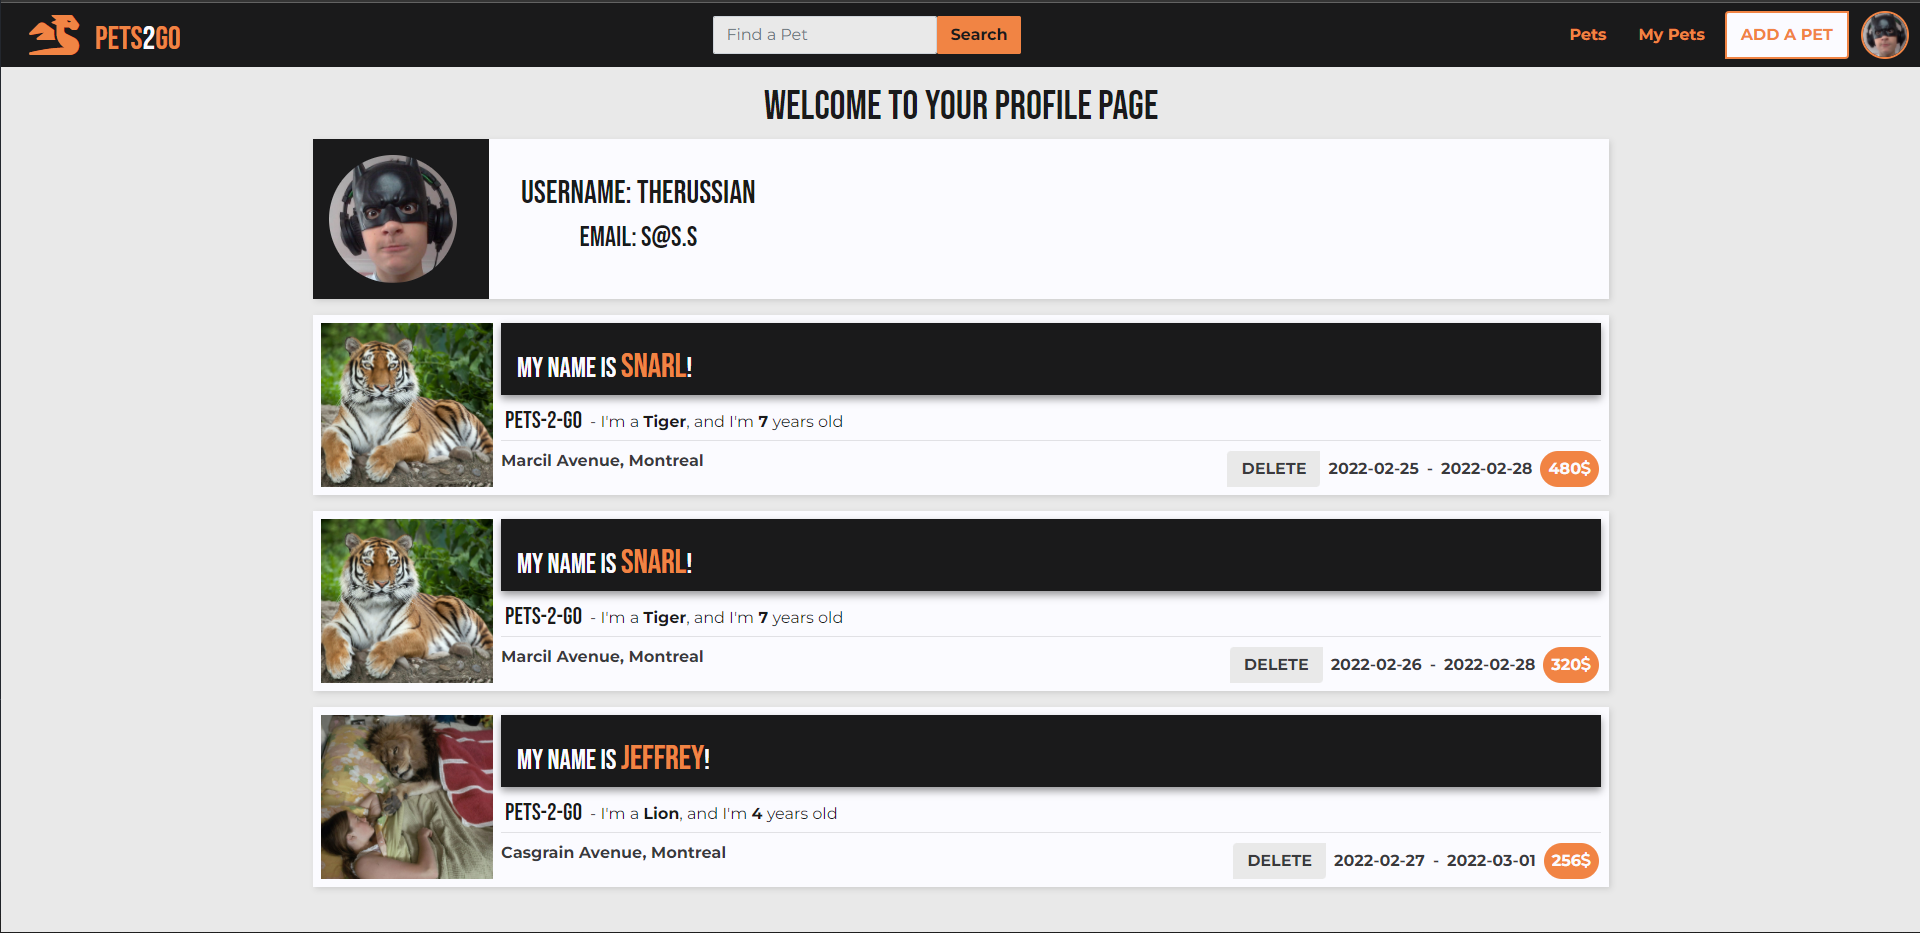 PETS2GO
Find a Pet
Search
Pets
My Pets
ADD A PET
WELCOME TO YOUR PROFILE PAGE
USERNAME: THERUSSIAN
EMAIL: S@S.S
MY NAME IS SNARL!
PETS-2-GO - I'm a Tiger, and I'm 7 years old
Marcil Avenue, Montreal
DELETE 2022-02-25 - 2022-02-28 480$
MY NAME IS SNARL!
PETS-2-GO - I'm a Tiger, and I'm 7 years old
Marcil Avenue, Montreal
DELETE 2022-02-26 - 2022-02-28 320$
MY NAME IS JEFFREY!
PETS-2-GO - I'm a Lion, and I'm 4 years old
Casgrain Avenue, Montreal
DELETE 2022-02-27 - 2022-03-01 256$